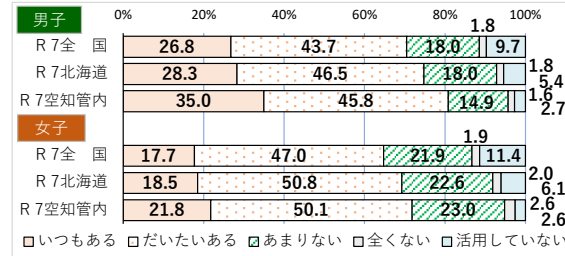 男子
0% 20% 40% 60% 80% 100%
1.8
R7全 国 26.8 43.7 18.0 9.7
R7北海道 28.3 46.5 18.0 1.8 5.4
R7空知管内 35.0 45.8 14.9 1.6 2.7
女子
1.9
R7全 国 17.7 47.0 21.9 11.4
R7北海道 18.5 50.8 22.6 2.0 6.1
R7空知管内 21.8 50.1 23.0 2.6 2.6
いつもある だいたいある あまりない 全くない 活用していない